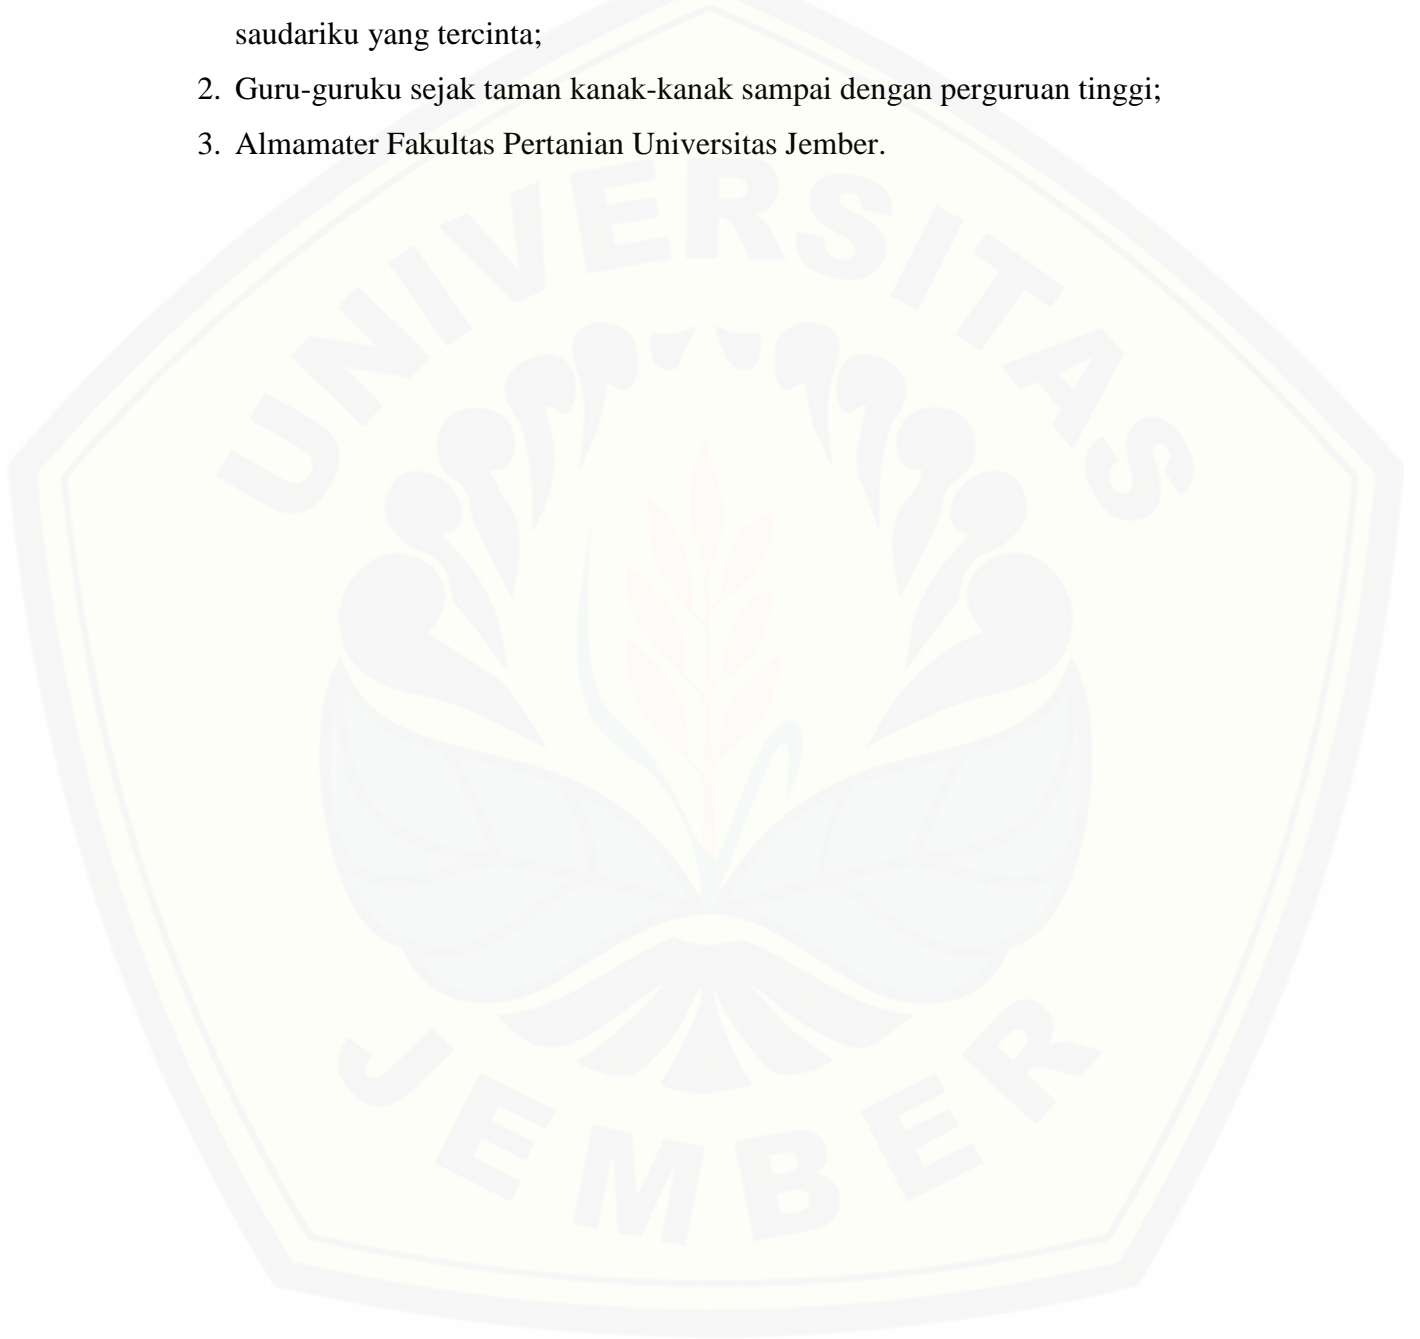 saudariku yang tercinta;
2. Guru-guruku sejak taman kanak-kanak sampai dengan perguruan tinggi;
3. Almamater Fakultas Pertanian Universitas Jember.
UNIVERSITAS
JEMBER